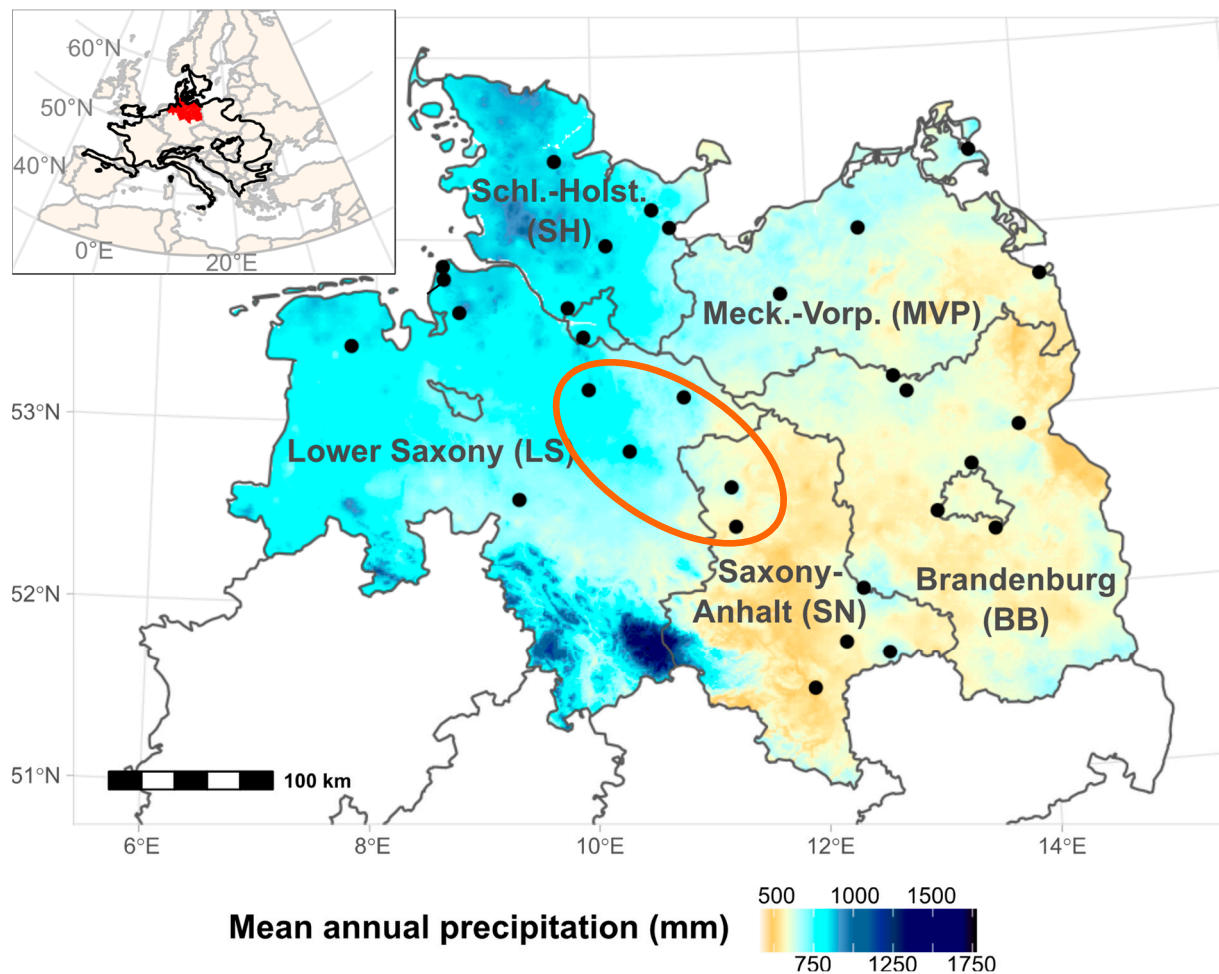 60°N
50°N
40°N
0°E
20°E
Schl.-Holst.
(SH)
Meck.-Vorp. (MVP)
53°N
Lower Saxony (LS)
52°N
Saxony-
Anhalt (SN)
Brandenburg
(BB)
51°N
100 km
6°E
8°E
10°E
12°E
14°E
Mean annual precipitation (mm)
500
1000
1500
750
1250
1750